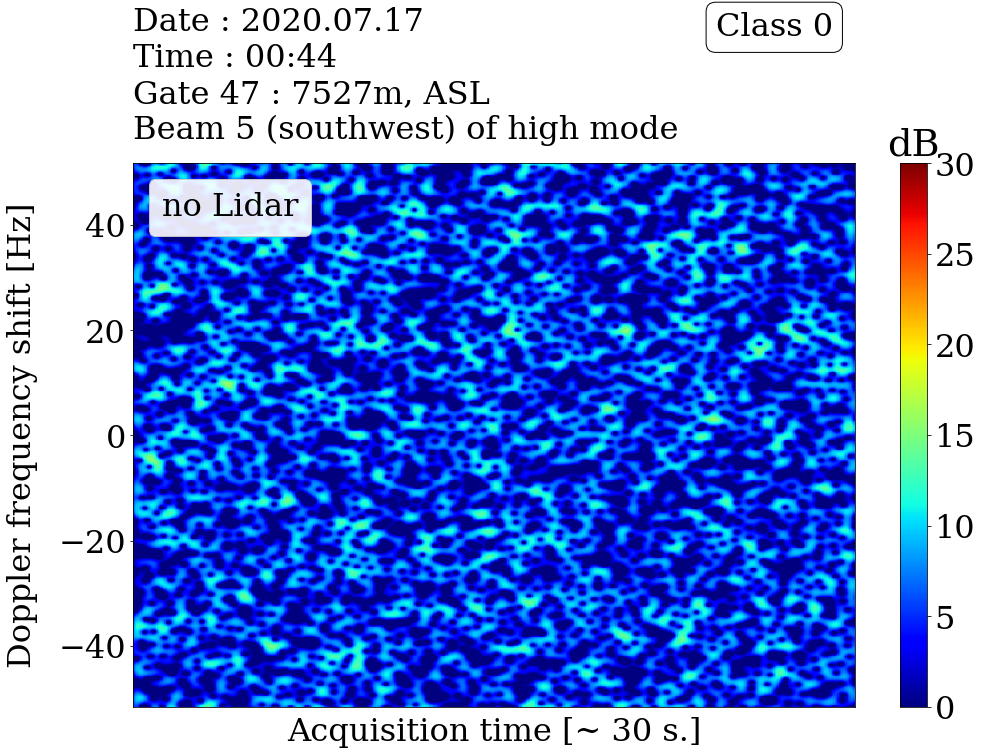 Date : 2020.07.17
Time : 00:44
Gate 47 : 7527m, ASL
Beam 5 (southwest) of high mode
Class 0
dB
no Lidar
Doppler frequency shift [Hz]
40
20
0
−20
−40
30
25
20
15
10
5
0
Acquisition time [~ 30 s.]